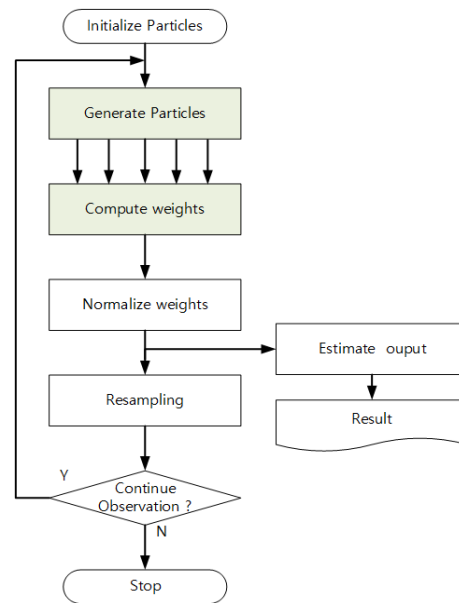 Initialize Particles
Generate Particles
Compute weights
Normalize weights
Estimate ouput
Resampling
Result
Y
Continue
Observation ?
N
Stop